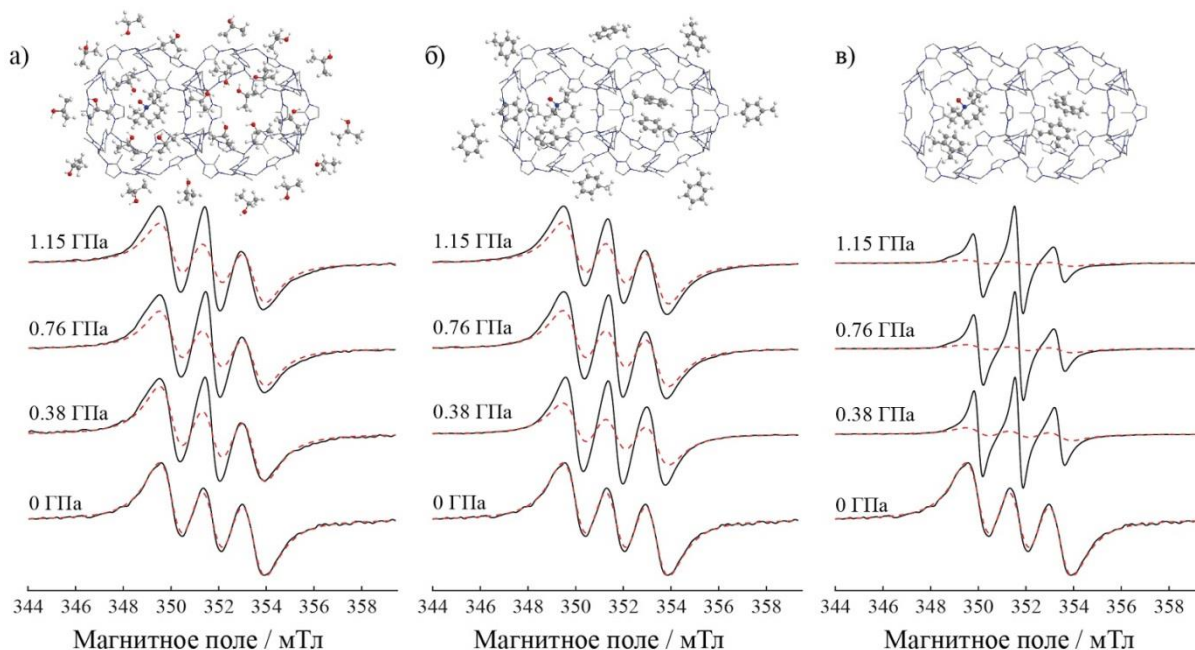 а)
1.15 ГПа
0.76 ГПа
0.38 ГПа
0 ГПа
344 346 348 350 352 354 356 358
Магнитное поле / мТл
б)
1.15 ГПа
0.76 ГПа
0.38 ГПа
0 ГПа
344 346 348 350 352 354 356 358
Магнитное поле / мТл
в)
1.15 ГПа
0.76 ГПа
0.38 ГПа
0 ГПа
344 346 348 350 352 354 356 358
Магнитное поле / мТл